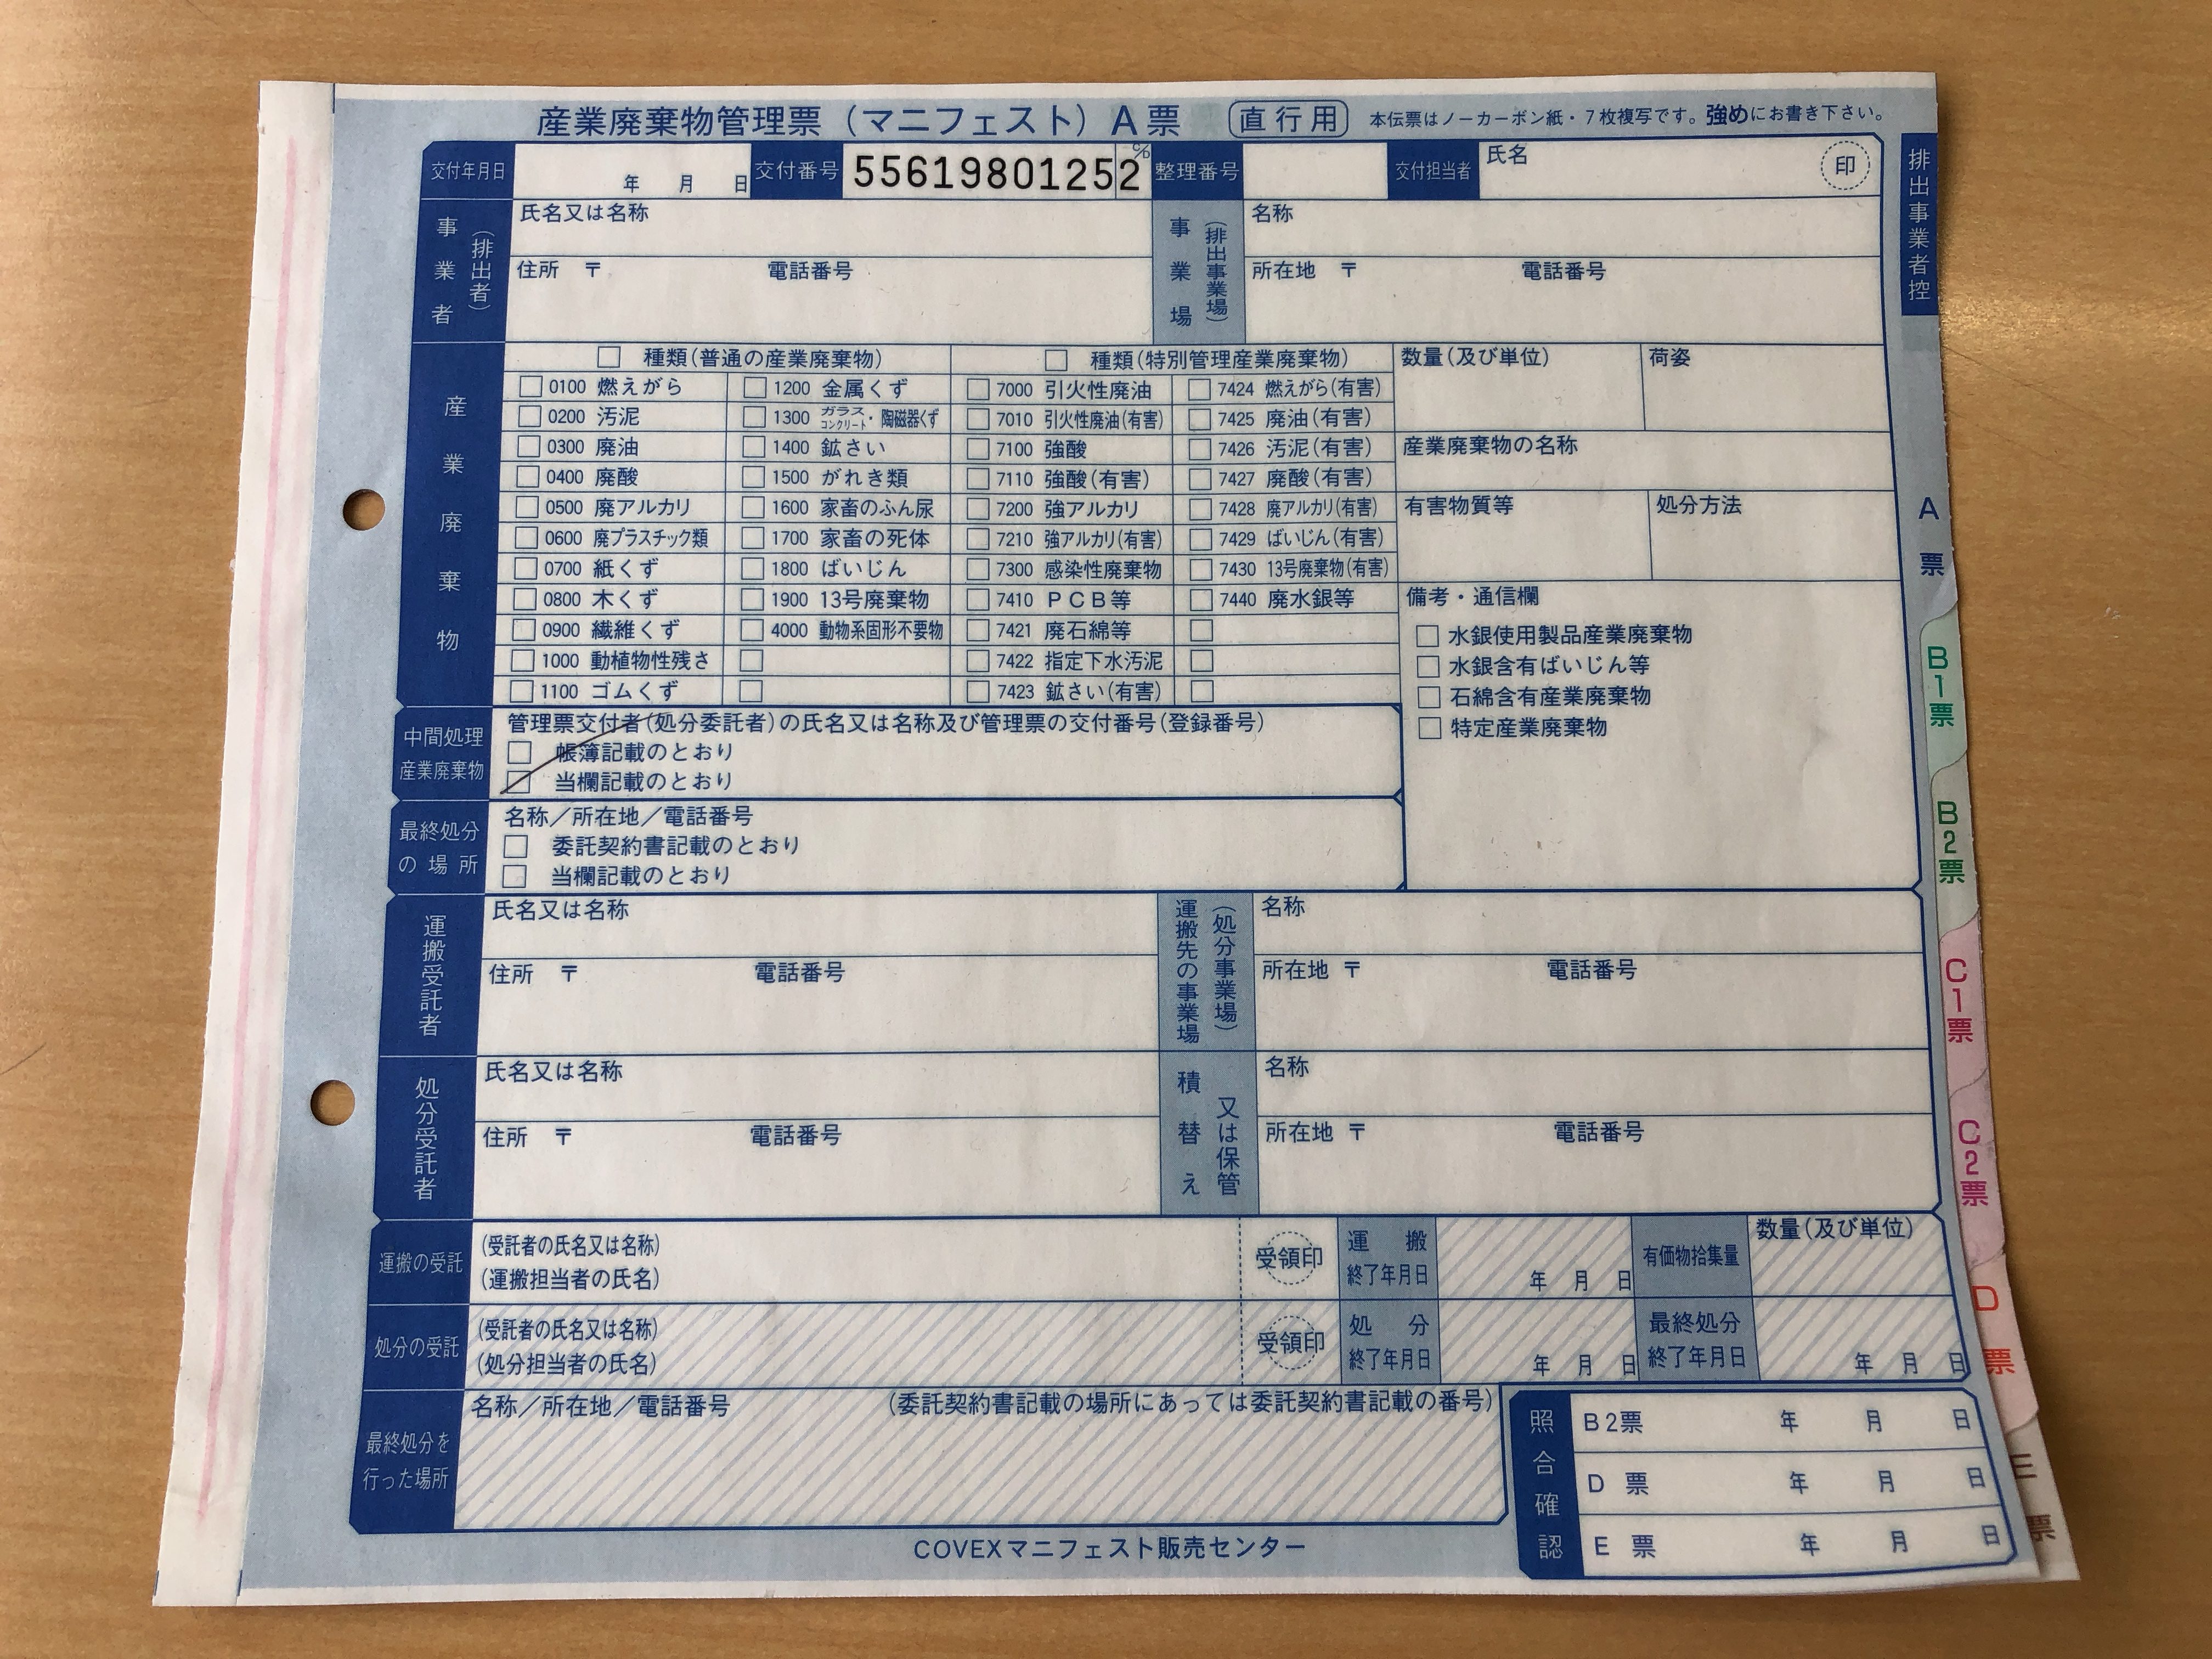 産業廃棄物管理票（マニフェスト）A票 直行用 本伝票はノーカーボン紙・7枚複写です。強めにお書き下さい。
交付年月日 年 月 日 交付番号 55619801252 C/D 整理番号 交付担当者 氏名 印
排出事業者控
事業者（排出者） 氏名又は名称 事業場（排出事業場） 名称
住所 〒 電話番号 所在地 〒 電話番号
産業廃棄物
□ 種類(普通の産業廃棄物) □ 種類(特別管理産業廃棄物) 数量(及び単位) 荷姿
□ 0100 燃えがら □ 1200 金属くず □ 7000 引火性廃油 □ 7424 燃えがら(有害)
□ 0200 汚泥 □ 1300 ガラス・コンクリート・陶磁器くず □ 7010 引火性廃油(有害) □ 7425 廃油(有害)
□ 0300 廃油 □ 1400 鉱さい □ 7100 強酸 □ 7426 汚泥(有害) 産業廃棄物の名称
□ 0400 廃酸 □ 1500 がれき類 □ 7110 強酸(有害) □ 7427 廃酸(有害)
□ 0500 廃アルカリ □ 1600 家畜のふん尿 □ 7200 強アルカリ □ 7428 廃アルカリ(有害) 有害物質等 処分方法
□ 0600 廃プラスチック類 □ 1700 家畜の死体 □ 7210 強アルカリ(有害) □ 7429 ばいじん(有害)
□ 0700 紙くず □ 1800 ばいじん □ 7300 感染性廃棄物 □ 7430 13号廃棄物(有害)
□ 0800 木くず □ 1900 13号廃棄物 □ 7410 PCB等 □ 7440 廃水銀等 備考・通信欄
□ 0900 繊維くず □ 4000 動物系固形不要物 □ 7421 廃石綿等 □ □ 水銀使用製品産業廃棄物
□ 1000 動植物性残さ □ □ 7422 指定下水汚泥 □ □ 水銀含有ばいじん等
□ 1100 ゴムくず □ □ 7423 鉱さい(有害) □ □ 石綿含有産業廃棄物
□ 特定産業廃棄物
中間処理産業廃棄物 管理票交付者(処分委託者)の氏名又は名称及び管理票の交付番号(登録番号)
□ 帳簿記載のとおり
□ 当欄記載のとおり
最終処分の場所 名称／所在地／電話番号
□ 委託契約書記載のとおり
□ 当欄記載のとおり
運搬受託者 氏名又は名称 運搬先の事業場（処分事業場） 名称
住所 〒 電話番号 所在地 〒 電話番号
処分受託者 氏名又は名称 積替え又は保管 名称
住所 〒 電話番号 所在地 〒 電話番号
運搬の受託 (受託者の氏名又は名称) 受領印 運搬終了年月日 年 月 日 有価物拾集量 数量(及び単位)
(運搬担当者の氏名)
処分の受託 (受託者の氏名又は名称) 受領印 処分終了年月日 年 月 日 最終処分終了年月日 年 月 日
(処分担当者の氏名)
最終処分を行った場所 名称／所在地／電話番号 (委託契約書記載の場所にあっては委託契約書記載の番号)
照合確認 B2票 年 月 日
D 票 年 月 日
E 票 年 月 日
COVEXマニフェスト販売センター
A票
B1票
B2票
C1票
C2票
D票
E票